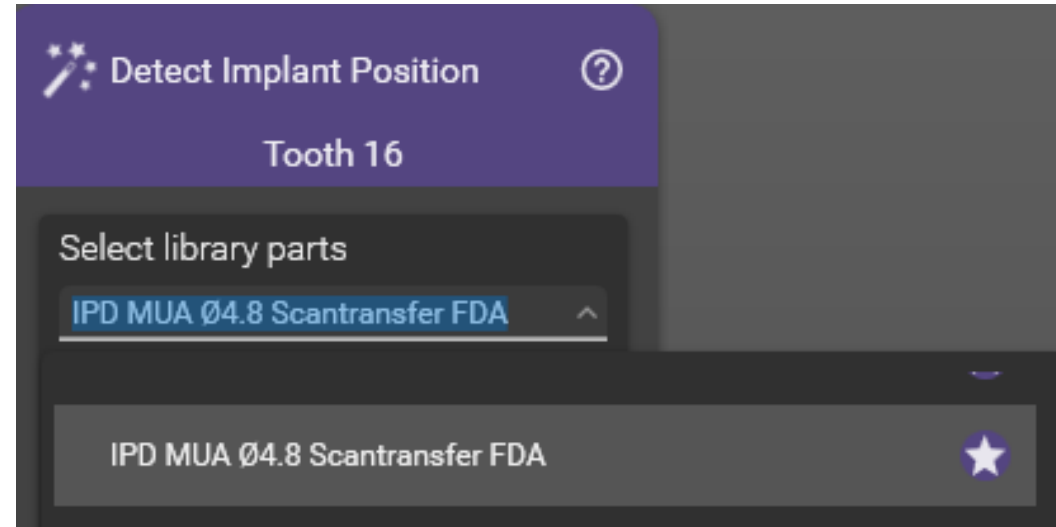 Detect Implant Position
Tooth 16
Select library parts
IPD MUA Ø4.8 Scantransfer FDA
IPD MUA Ø4.8 Scantransfer FDA